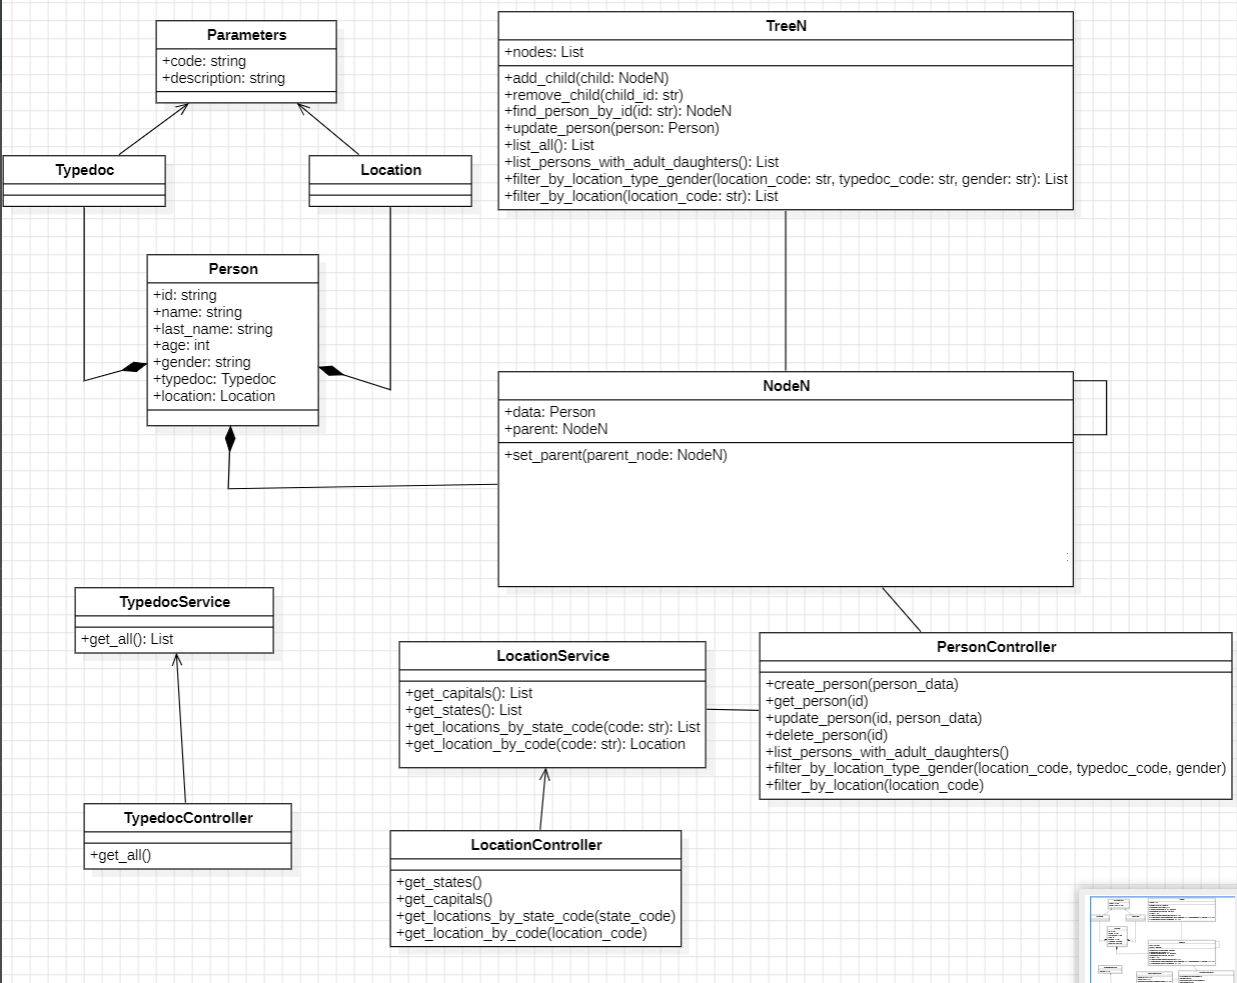 Parameters
+code: string
+description: string
TreeN
+nodes: List
+add_child(child: NodeN)
+remove_child(child_id: str)
+find_person_by_id(id: str): NodeN
+update_person(person: Person)
+list_all(): List
+list_persons_with_adult_daughters(): List
+filter_by_location_type_gender(location_code: str, typedoc_code: str, gender: str): List
+filter_by_location(location_code: str): List
Typedoc
Location
Person
+id: string
+name: string
+last_name: string
+age: int
+gender: string
+typedoc: Typedoc
+location: Location
NodeN
+data: Person
+parent: NodeN
+set_parent(parent_node: NodeN)
TypedocService
+get_all(): List
LocationService
+get_capitals(): List
+get_states(): List
+get_locations_by_state_code(code: str): List
+get_location_by_code(code: str): Location
PersonController
+create_person(person_data)
+get_person(id)
+update_person(id, person_data)
+delete_person(id)
+list_persons_with_adult_daughters()
+filter_by_location_type_gender(location_code, typedoc_code, gender)
+filter_by_location(location_code)
TypedocController
+get_all()
LocationController
+get_states()
+get_capitals()
+get_locations_by_state_code(state_code)
+get_location_by_code(location_code)